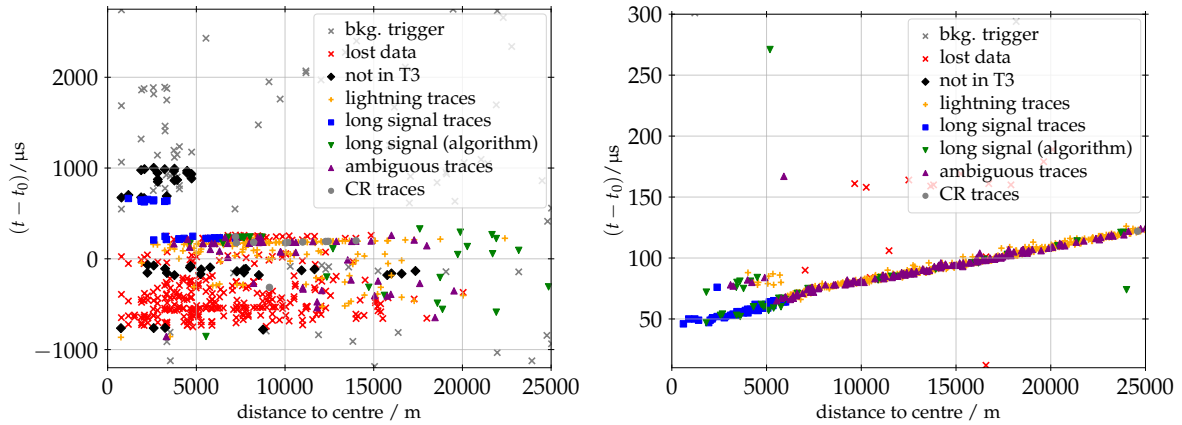 bkg. trigger
lost data
not in T3
lightning traces
long signal traces
long signal (algorithm)
ambiguous traces
CR traces
2000
1000
0
−1000
(t − t₀)/ μs
0 5000 10000 15000 20000 25000
distance to centre / m
bkg. trigger
lost data
not in T3
lightning traces
long signal traces
long signal (algorithm)
ambiguous traces
CR traces
300
250
200
150
100
50
(t − t₀)/ μs
0 5000 10000 15000 20000 25000
distance to centre / m